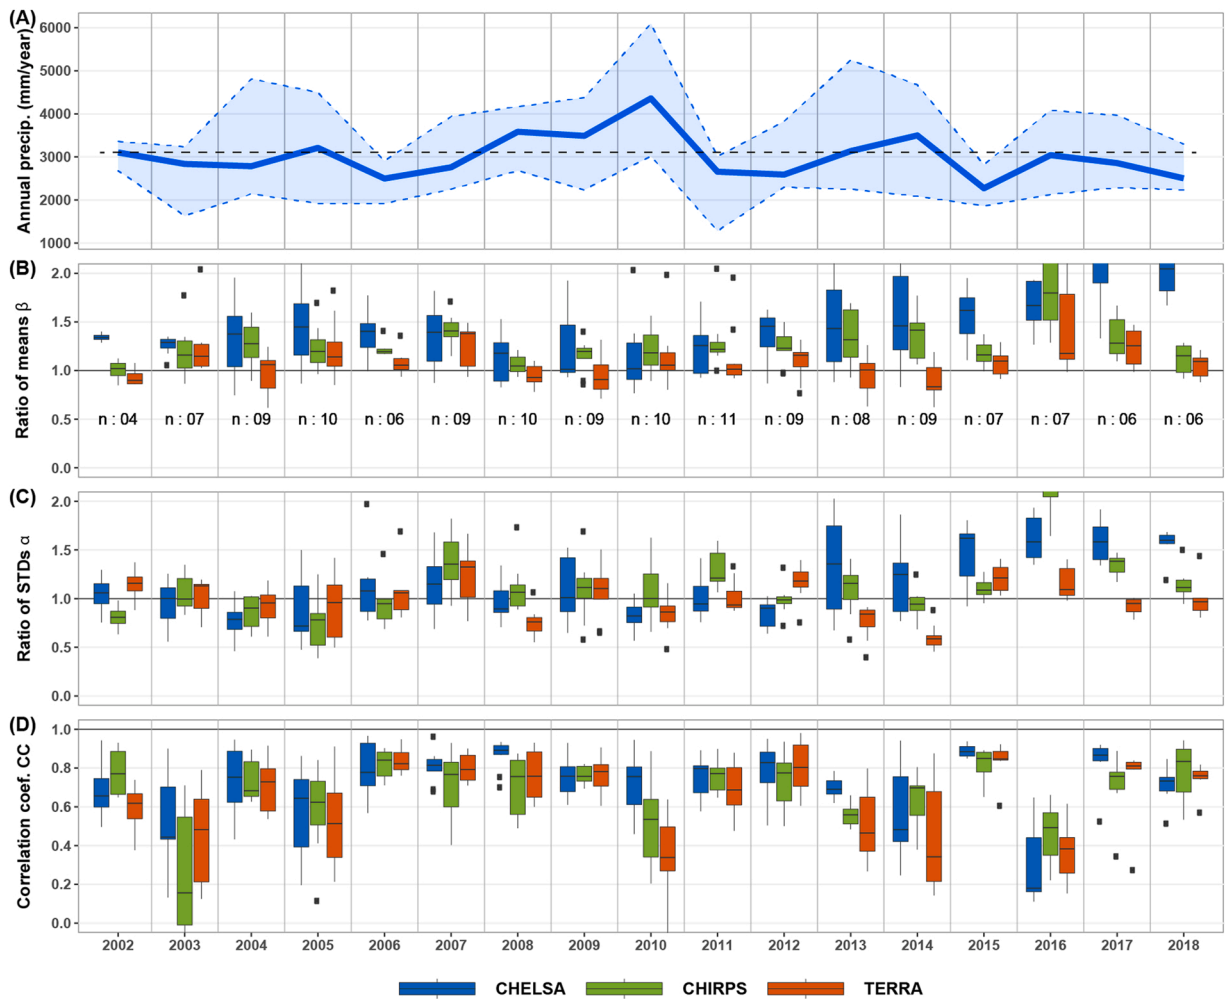 (A)
Annual precip. (mm/year)
6000
5000
4000
3000
2000
1000
(B)
Ratio of means β
2.0
1.5
1.0
0.5
0.0
n : 04 n : 07 n : 09 n : 10 n : 06 n : 09 n : 10 n : 09 n : 10 n : 11 n : 09 n : 08 n : 09 n : 07 n : 07 n : 06 n : 06
(C)
Ratio of STDs α
2.0
1.5
1.0
0.5
0.0
(D)
Correlation coef. CC
1.0
0.8
0.6
0.4
0.2
0.0
2002 2003 2004 2005 2006 2007 2008 2009 2010 2011 2012 2013 2014 2015 2016 2017 2018
CHELSA CHIRPS TERRA